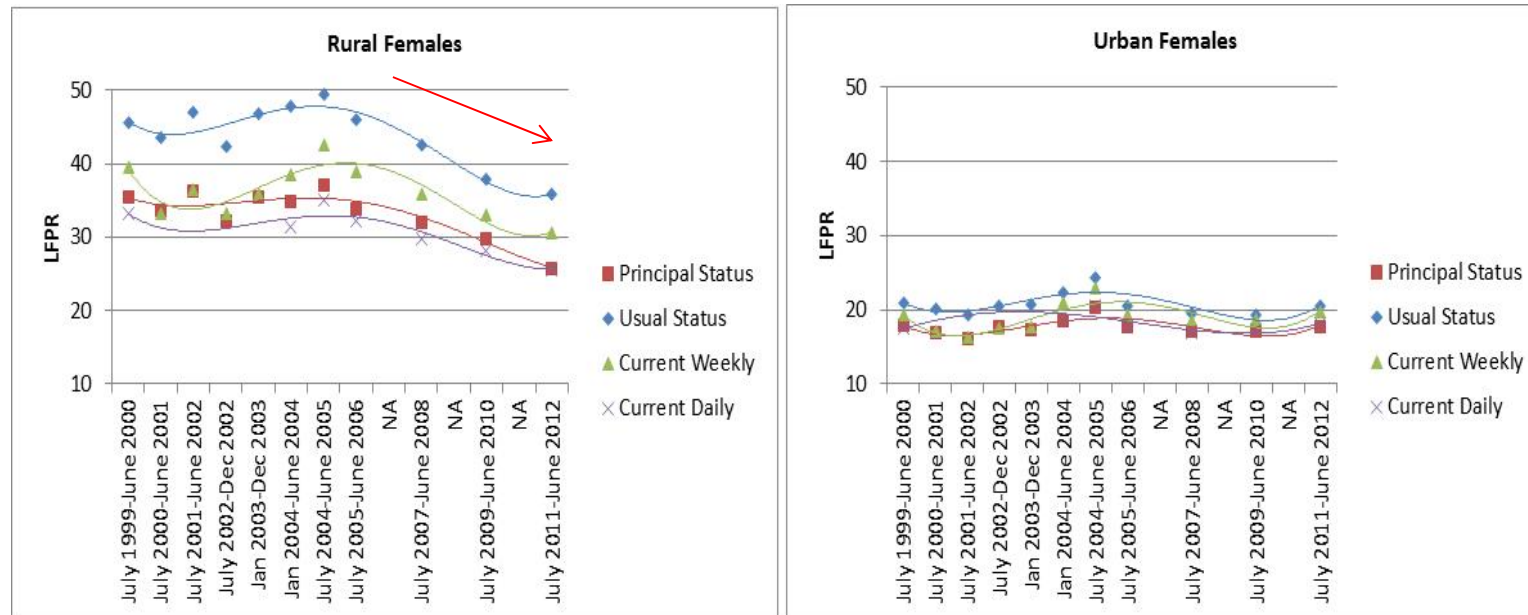 Rural Females
LFPR
50
40
30
20
10
July 1999-June 2000
July 2000-June 2001
July 2001-June 2002
July 2002-Dec 2002
Jan 2003-Dec 2003
Jan 2004-June 2004
July 2004-June 2005
July 2005-June 2006
NA
July 2007-June 2008
NA
July 2009-June 2010
NA
July 2011-June 2012
Principal Status
Usual Status
Current Weekly
Current Daily
Urban Females
LFPR
50
40
30
20
10
July 1999-June 2000
July 2000-June 2001
July 2001-June 2002
July 2002-Dec 2002
Jan 2003-Dec 2003
Jan 2004-June 2004
July 2004-June 2005
July 2005-June 2006
NA
July 2007-June 2008
NA
July 2009-June 2010
NA
July 2011-June 2012
Principal Status
Usual Status
Current Weekly
Current Daily